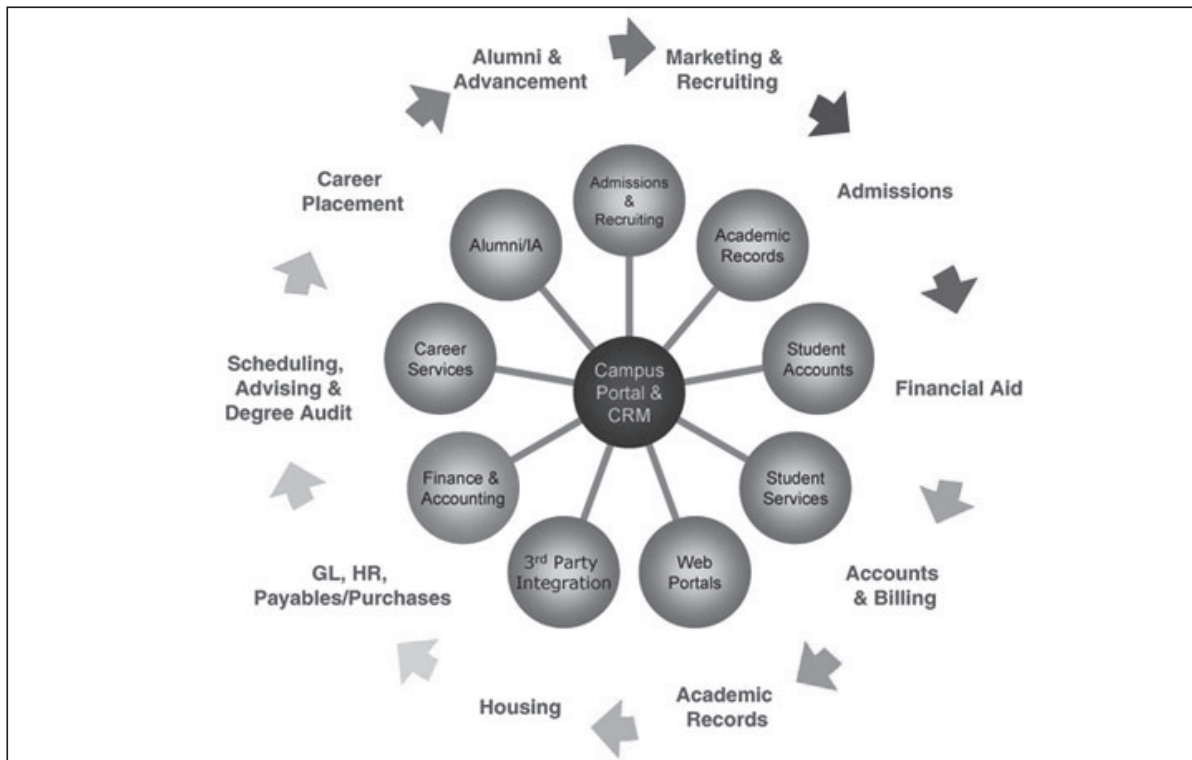 Alumni &
Advancement
Marketing &
Recruiting
Admissions
Financial Aid
Accounts
& Billing
Academic
Records
Housing
GL, HR,
Payables/Purchases
Scheduling,
Advising &
Degree Audit
Career
Placement
Admissions
&
Recruiting
Academic
Records
Student
Accounts
Student
Services
Web
Portals
3rd Party
Integration
Finance &
Accounting
Career
Services
Alumni/IA
Campus
Portal &
CRM